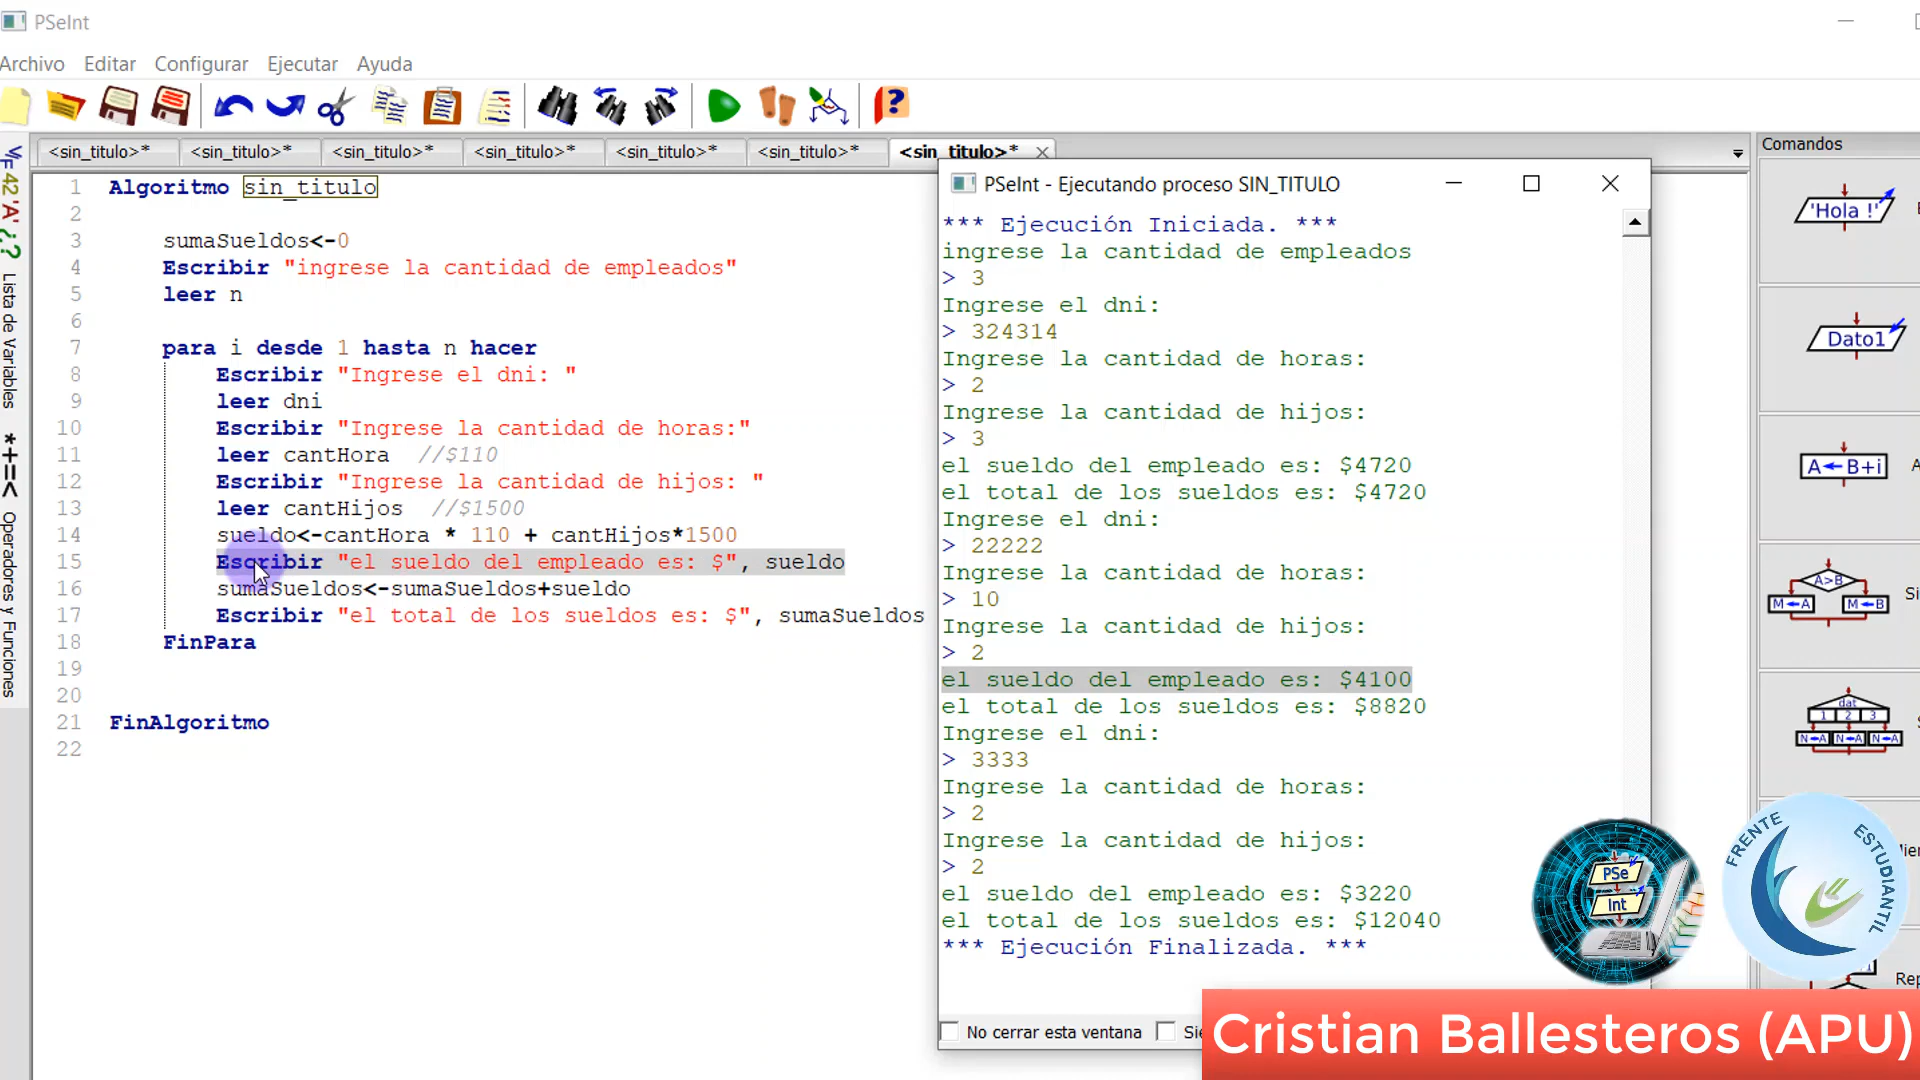 PSeInt
Archivo Editar Configurar Ejecutar Ayuda
<sin_titulo>* <sin_titulo>* <sin_titulo>* <sin_titulo>* <sin_titulo>* <sin_titulo>* <sin_titulo>*
Lista de Variables
Operadores y Funciones
1 Algoritmo sin_titulo
2
3 sumaSueldos<-0
4 Escribir "ingrese la cantidad de empleados"
5 leer n
6
7 para i desde 1 hasta n hacer
8 Escribir "Ingrese el dni: "
9 leer dni
10 Escribir "Ingrese la cantidad de horas:"
11 leer cantHora //$110
12 Escribir "Ingrese la cantidad de hijos: "
13 leer cantHijos //$1500
14 sueldo<-cantHora * 110 + cantHijos*1500
15 Escribir "el sueldo del empleado es: $", sueldo
16 sumaSueldos<-sumaSueldos+sueldo
17 Escribir "el total de los sueldos es: $", sumaSueldos
18 FinPara
19
20
21 FinAlgoritmo
22
PSeInt - Ejecutando proceso SIN_TITULO
*** Ejecución Iniciada. ***
ingrese la cantidad de empleados
> 3
Ingrese el dni:
> 324314
Ingrese la cantidad de horas:
> 2
Ingrese la cantidad de hijos:
> 3
el sueldo del empleado es: $4720
el total de los sueldos es: $4720
Ingrese el dni:
> 22222
Ingrese la cantidad de horas:
> 10
Ingrese la cantidad de hijos:
> 2
el sueldo del empleado es: $4100
el total de los sueldos es: $8820
Ingrese el dni:
> 3333
Ingrese la cantidad de horas:
> 2
Ingrese la cantidad de hijos:
> 2
el sueldo del empleado es: $3220
el total de los sueldos es: $12040
*** Ejecución Finalizada. ***
No cerrar esta ventana
Comandos
'Hola !'
Dato1
A←B+i
A>B
M←A M←B
dat
1 2 3
N←A N←A N←A
PSe
Int
FRENTE ESTUDIANTIL
Cristian Ballesteros (APU)